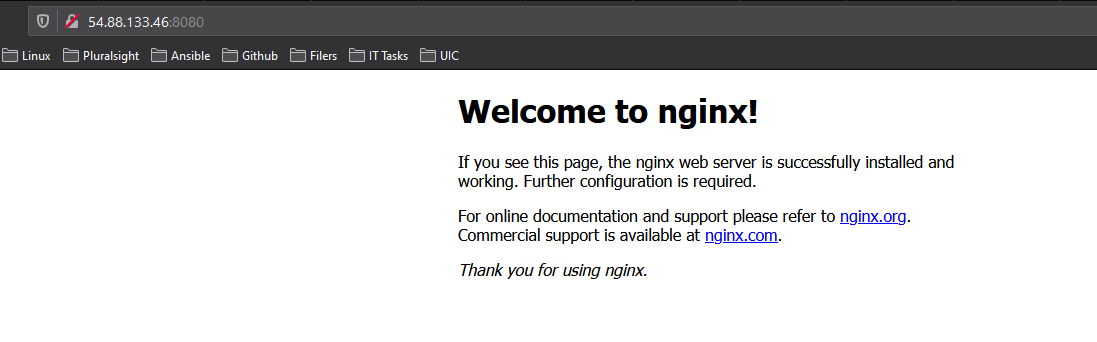 54.88.133.46:8080
Linux Pluralsight Ansible Github Filers IT Tasks UIC
Welcome to nginx!
If you see this page, the nginx web server is successfully installed and
working. Further configuration is required.
For online documentation and support please refer to nginx.org.
Commercial support is available at nginx.com.
Thank you for using nginx.